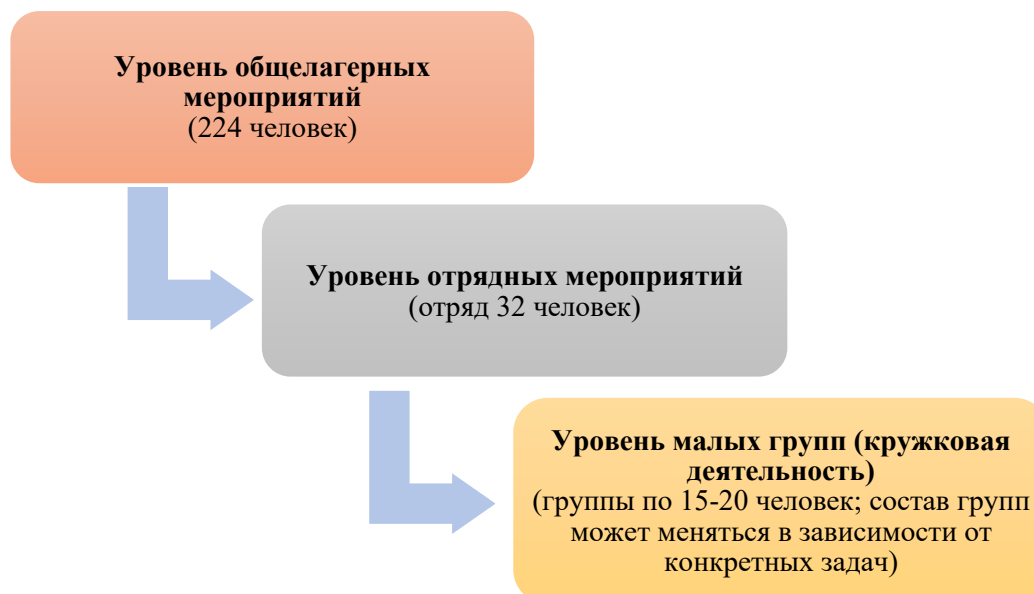 Уровень общелагерных
мероприятий
(224 человек)
Уровень отрядных мероприятий
(отряд 32 человек)
Уровень малых групп (кружковая
деятельность)
(группы по 15-20 человек; состав групп
может меняться в зависимости от
конкретных задач)